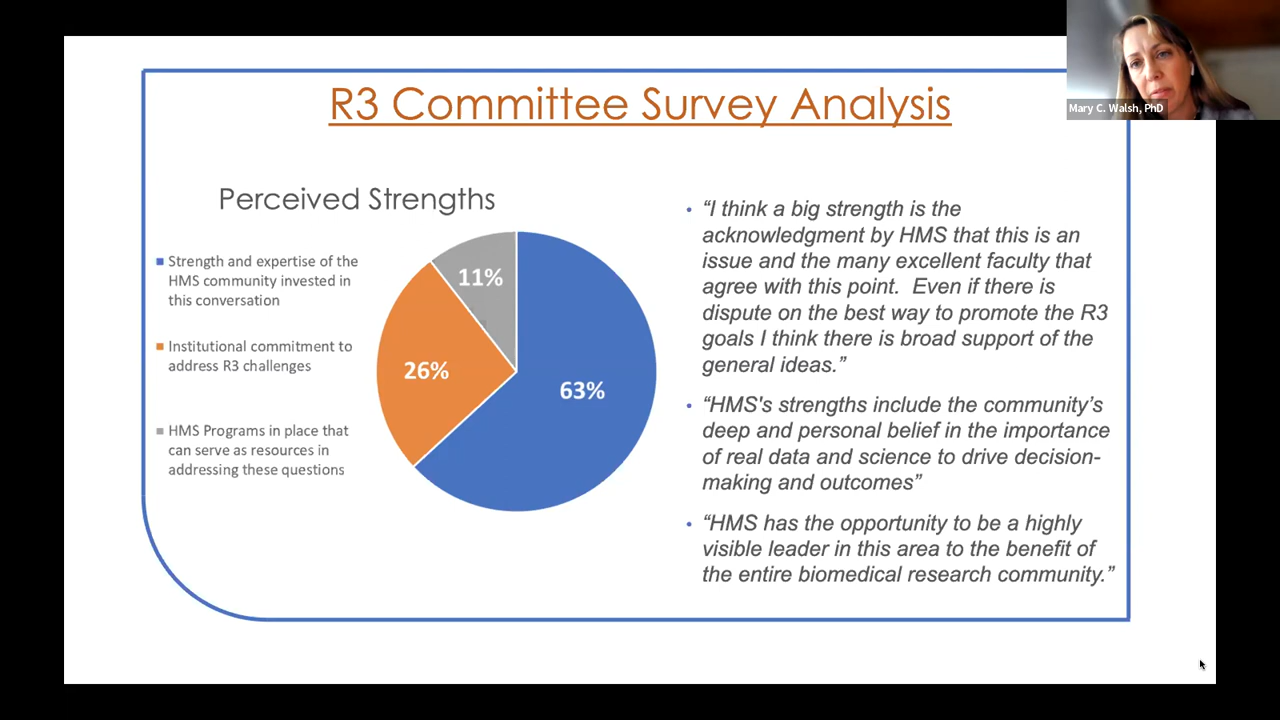 R3 Committee Survey Analysis
Mary C. Walsh, PhD
Perceived Strengths
Strength and expertise of the
HMS community invested in
this conversation
Institutional commitment to
address R3 challenges
HMS Programs in place that
can serve as resources in
addressing these questions
11%
26%
63%
• “I think a big strength is the
acknowledgment by HMS that this is an
issue and the many excellent faculty that
agree with this point.  Even if there is
dispute on the best way to promote the R3
goals I think there is broad support of the
general ideas.”
• “HMS's strengths include the community’s
deep and personal belief in the importance
of real data and science to drive decision-
making and outcomes”
• “HMS has the opportunity to be a highly
visible leader in this area to the benefit of
the entire biomedical research community.”